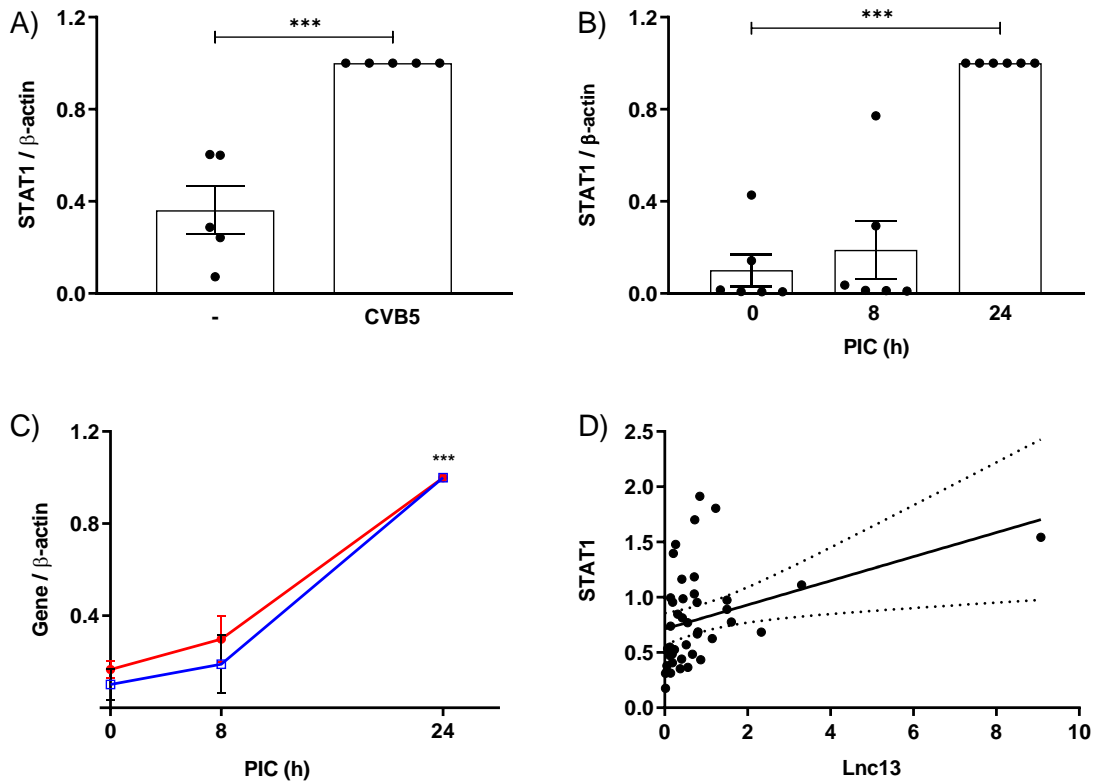 A)
STAT1 / β-actin
1.2
0.8
0.4
0.0
***
-
CVB5
B)
STAT1 / β-actin
1.2
0.8
0.4
0.0
***
0
8
24
PIC (h)
C)
Gene / β-actin
1.2
0.8
0.4
***
0
8
24
PIC (h)
D)
STAT1
2.5
2.0
1.5
1.0
0.5
0.0
0
2
4
6
8
10
Lnc13